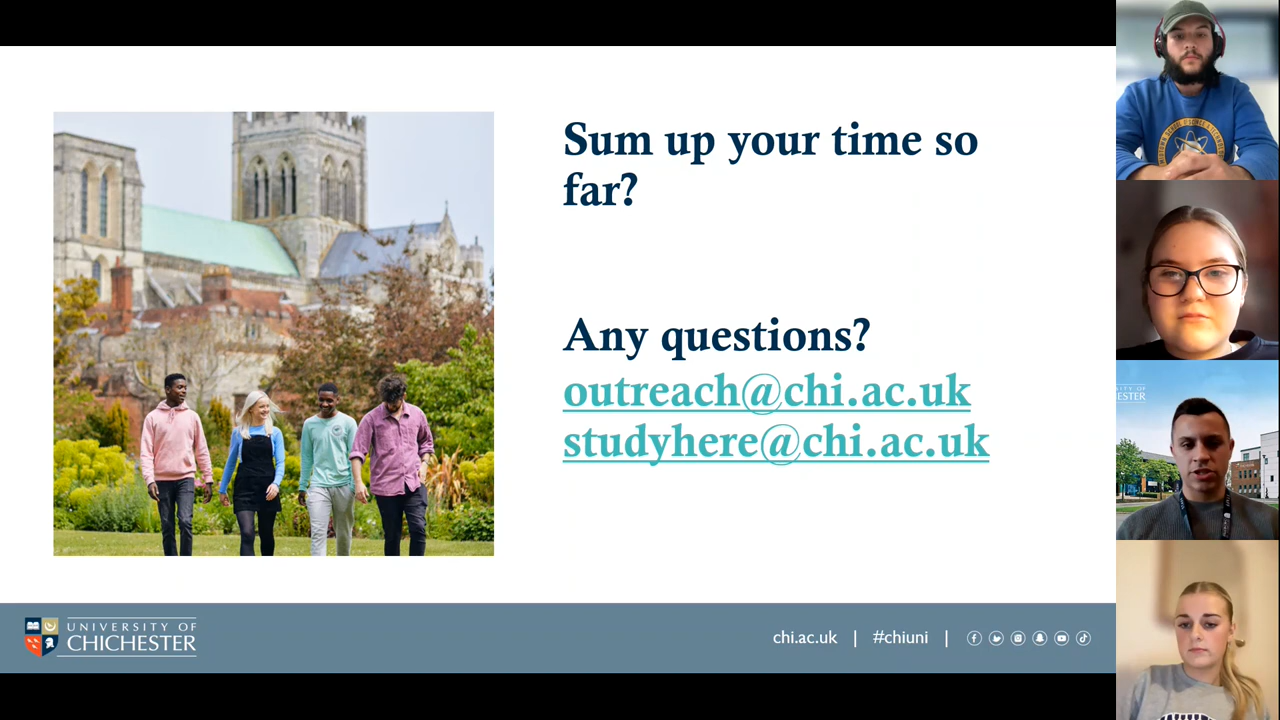 Sum up your time so
far?
Any questions?
outreach@chi.ac.uk
studyhere@chi.ac.uk
UNIVERSITY OF
CHICHESTER
chi.ac.uk | #chiuni |